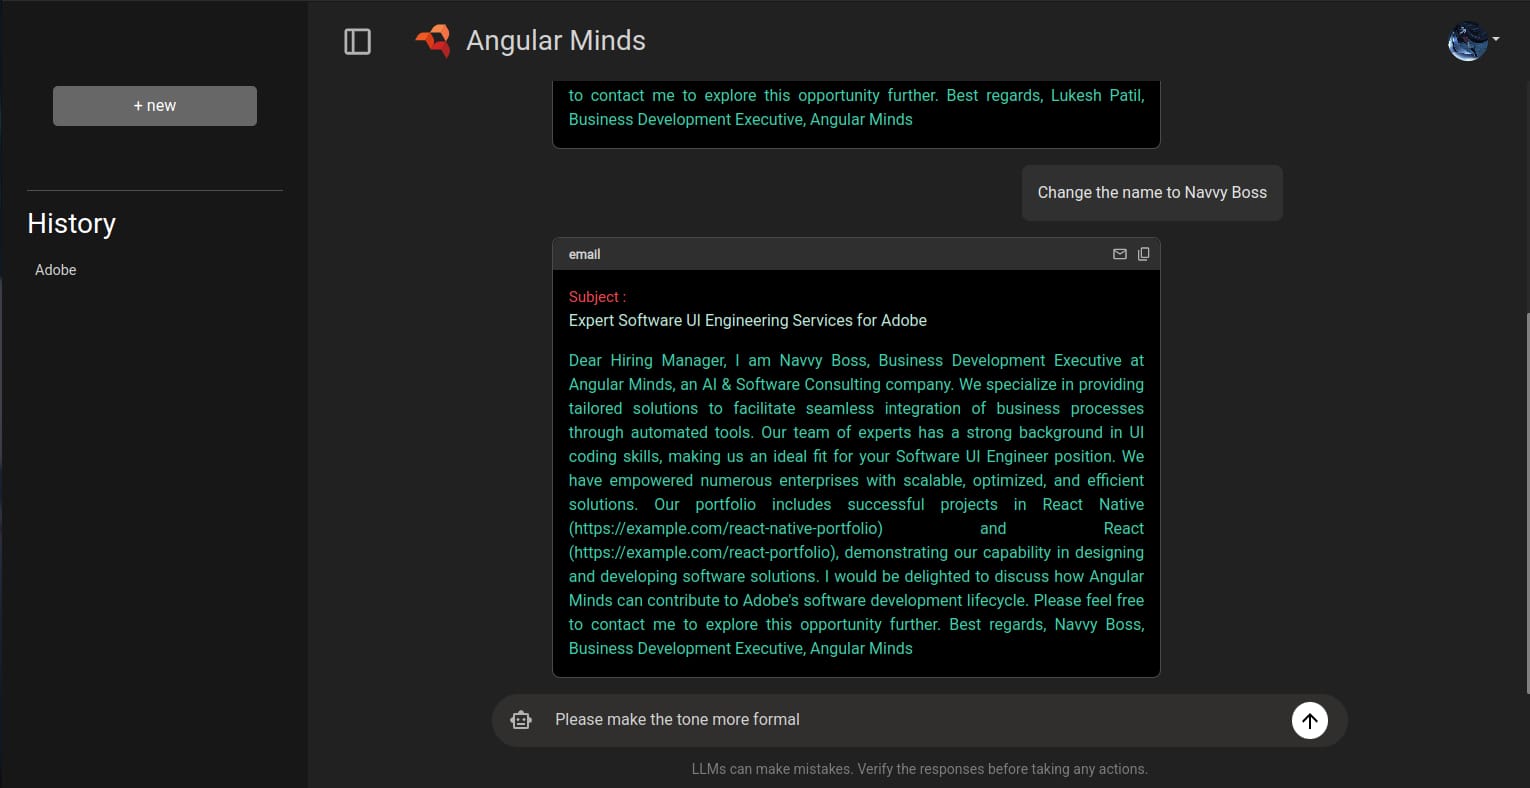 Angular Minds
+ new
History
Adobe
to contact me to explore this opportunity further. Best regards, Lukesh Patil,
Business Development Executive, Angular Minds
Change the name to Navvy Boss
email
Subject :
Expert Software UI Engineering Services for Adobe
Dear Hiring Manager, I am Navvy Boss, Business Development Executive at
Angular Minds, an AI & Software Consulting company. We specialize in providing
tailored solutions to facilitate seamless integration of business processes
through automated tools. Our team of experts has a strong background in UI
coding skills, making us an ideal fit for your Software UI Engineer position. We
have empowered numerous enterprises with scalable, optimized, and efficient
solutions. Our portfolio includes successful projects in React Native
(https://example.com/react-native-portfolio) and React
(https://example.com/react-portfolio), demonstrating our capability in designing
and developing software solutions. I would be delighted to discuss how Angular
Minds can contribute to Adobe's software development lifecycle. Please feel free
to contact me to explore this opportunity further. Best regards, Navvy Boss,
Business Development Executive, Angular Minds
Please make the tone more formal
LLMs can make mistakes. Verify the responses before taking any actions.